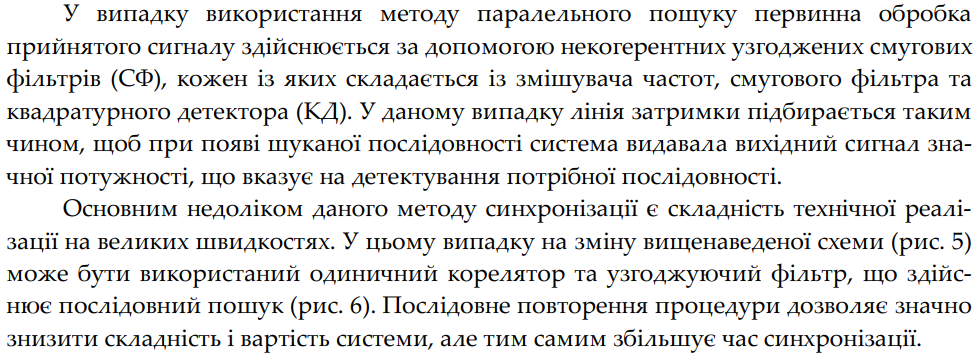 У випадку використання методу паралельного пошуку первинна обробка
прийнятого сигналу здійснюється за допомогою некогерентних узгоджених смугових
фільтрів (СФ), кожен із яких складається із змішувача частот, смугового фільтра та
квадратурного детектора (КД). У даному випадку лінія затримки підбирається таким
чином, щоб при появі шуканої послідовності система видавала вихідний сигнал зна-
чної потужності, що вказує на детектування потрібної послідовності.
Основним недоліком даного методу синхронізації є складність технічної реалі-
зації на великих швидкостях. У цьому випадку на зміну вищенаведеної схеми (рис. 5)
може бути використаний одиничний корелятор та узгоджуючий фільтр, що здійс-
нює послідовний пошук (рис. 6). Послідовне повторення процедури дозволяє значно
знизити складність і вартість системи, але тим самим збільшує час синхронізації.